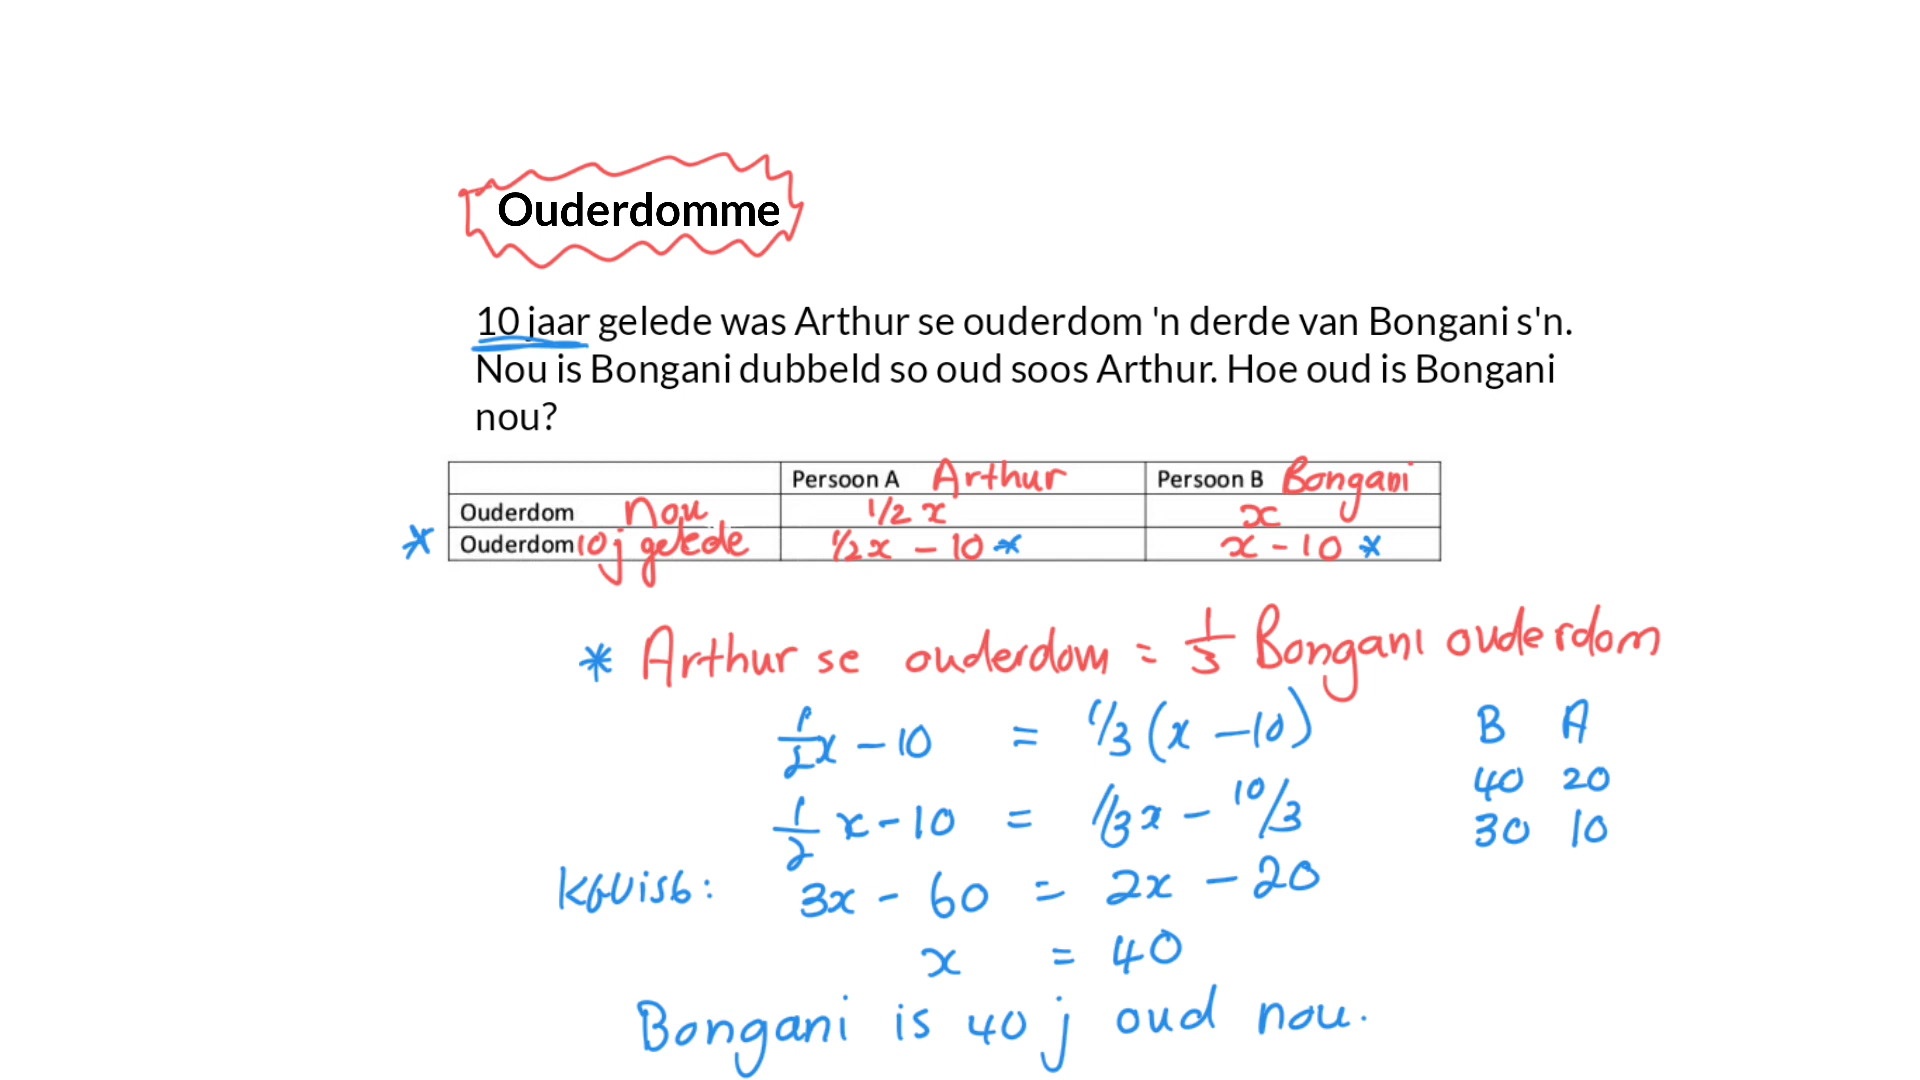 Ouderdomme
10 jaar gelede was Arthur se ouderdom 'n derde van Bongani s'n.
Nou is Bongani dubbeld so oud soos Arthur. Hoe oud is Bongani
nou?
Persoon A Arthur Persoon B Bongani
Ouderdom nou 1/2 x x
* Ouderdom 10 j gelede 1/2 x - 10 * x - 10 *
* Arthur se ouderdom = 1/3 Bongani ouderdom
1/2 x - 10 = 1/3 (x - 10)
B A
1/2 x - 10 = 1/3 x - 10/3
40 20
30 10
3x - 60 = 2x - 20
x = 40
Bongani is 40 j oud nou.